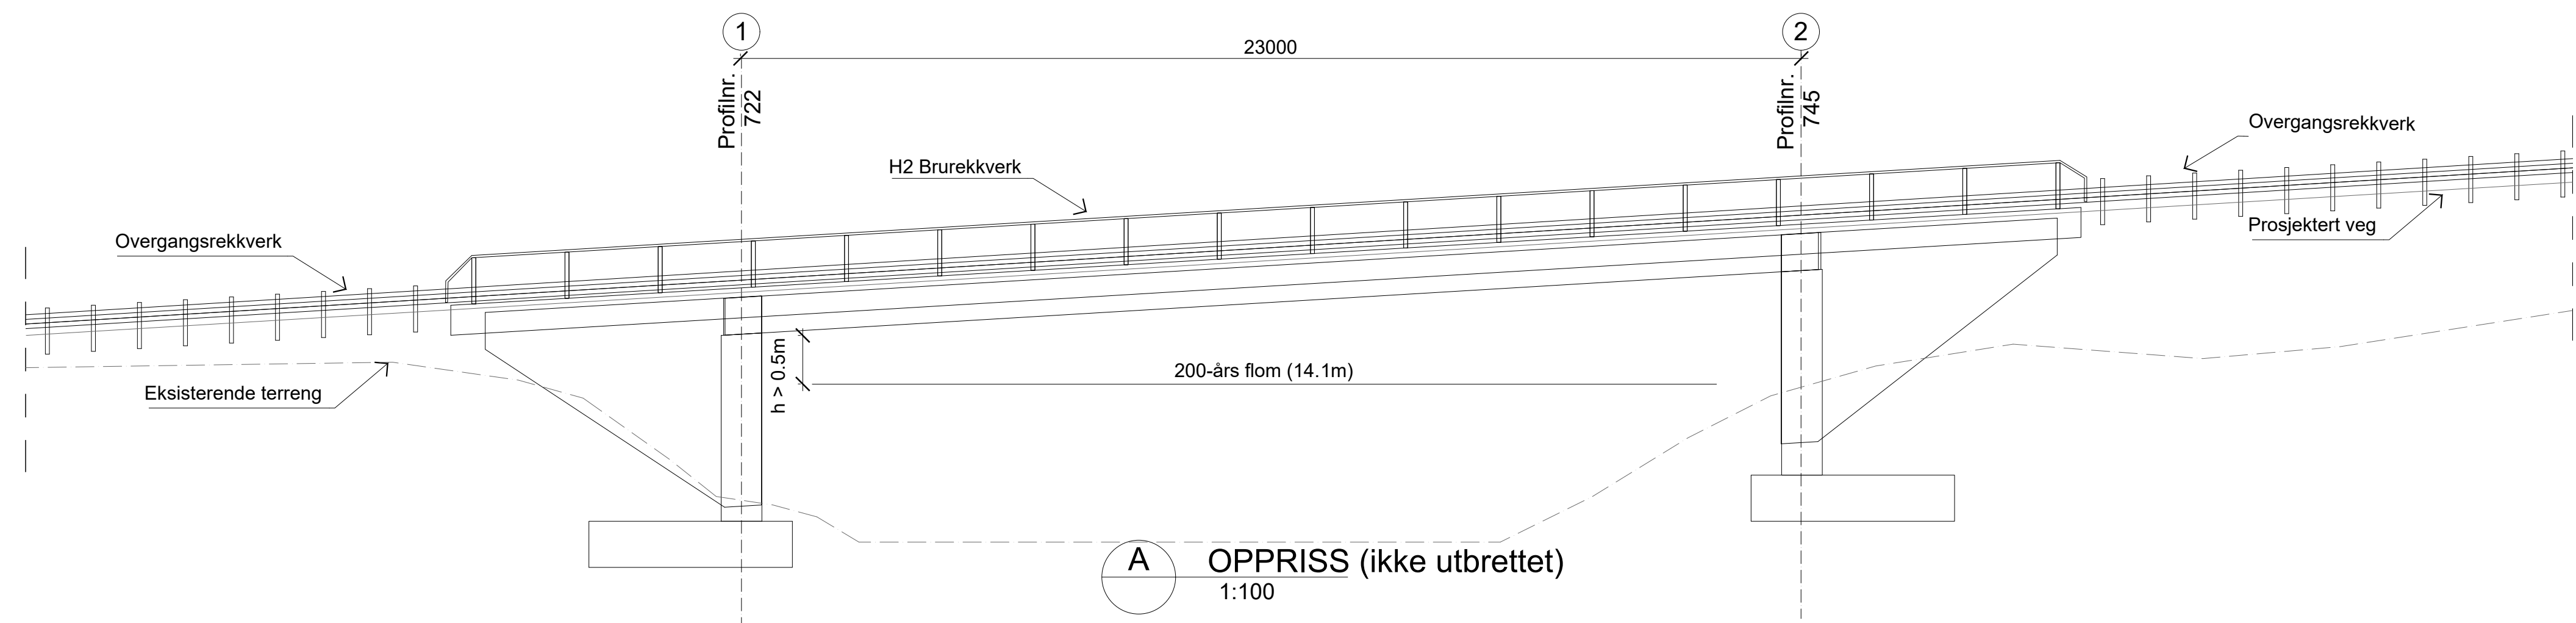 1
2
23000
Profilnr.
722
Profilnr.
745
Overgangsrekkverk
H2 Brurekkverk
Prosjektert veg
Overgangsrekkverk
h > 0.5m
200-års flom (14.1m)
Eksisterende terreng
A
OPPRISS (ikke utbrettet)
1:100